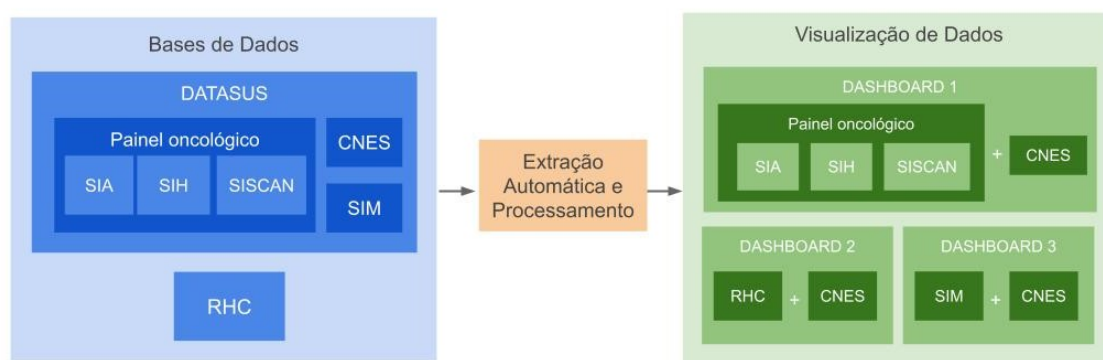 Bases de Dados
DATASUS
Painel oncológico
SIA
SIH
SISCAN
CNES
SIM
RHC
Extração
Automática e
Processamento
Visualização de Dados
DASHBOARD 1
Painel oncológico
SIA
SIH
SISCAN
+
CNES
DASHBOARD 2
RHC + CNES
DASHBOARD 3
SIM + CNES